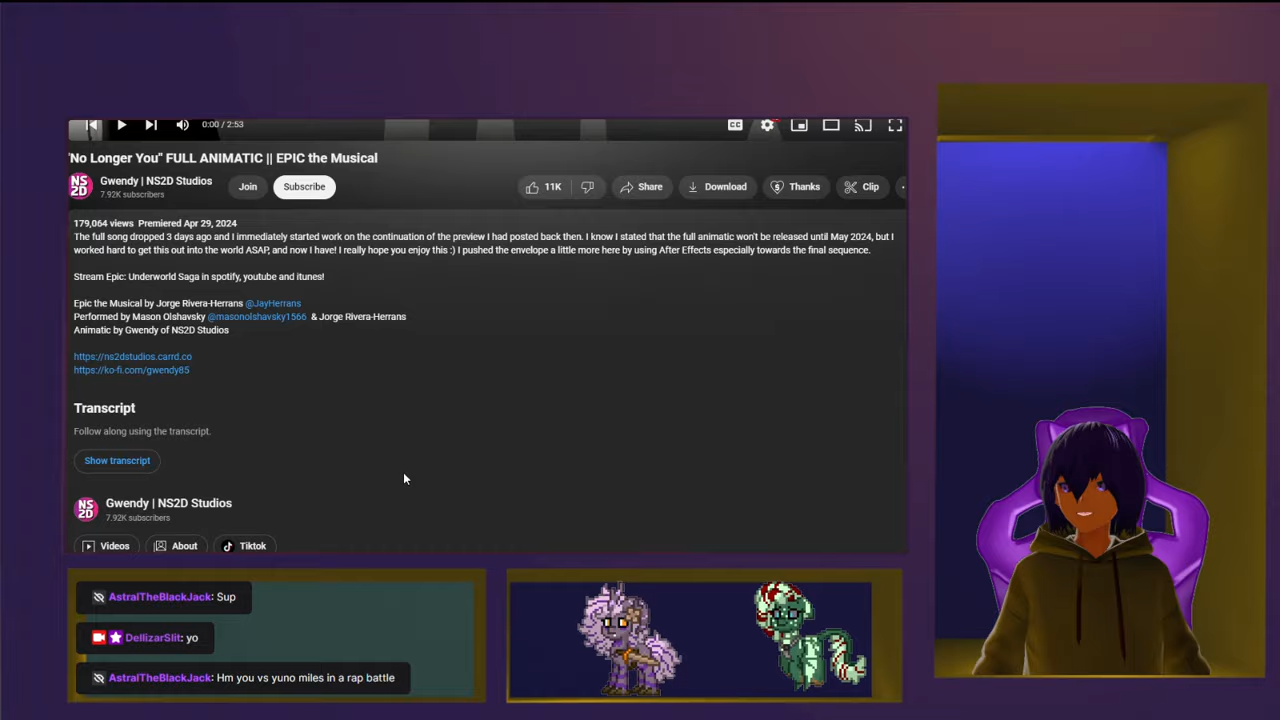 0:00 / 2:53
"No Longer You" FULL ANIMATIC || EPIC the Musical
NS2D
Gwendy | NS2D Studios
7.92K subscribers
Join
Subscribe
11K
Share
Download
Thanks
Clip
179,064 views Premiered Apr 29, 2024
The full song dropped 3 days ago and I immediately started work on the continuation of the preview I had posted back then. I know I stated that the full animatic won't be released until May 2024, but I
worked hard to get this out into the world ASAP, and now I have! I really hope you enjoy this :) I pushed the envelope a little more here by using After Effects especially towards the final sequence.
Stream Epic: Underworld Saga in spotify, youtube and itunes!
Epic the Musical by Jorge Rivera-Herrans @JayHerrans
Performed by Mason Olshavsky @masonolshavsky1566 & Jorge Rivera-Herrans
Animatic by Gwendy of NS2D Studios
https://ns2dstudios.carrd.co
https://ko-fi.com/gwendy85
Transcript
Follow along using the transcript.
Show transcript
NS2D
Gwendy | NS2D Studios
7.92K subscribers
Videos
About
Tiktok
AstralTheBlackJack: Sup
DellizarSlit: yo
AstralTheBlackJack: Hm you vs yuno miles in a rap battle